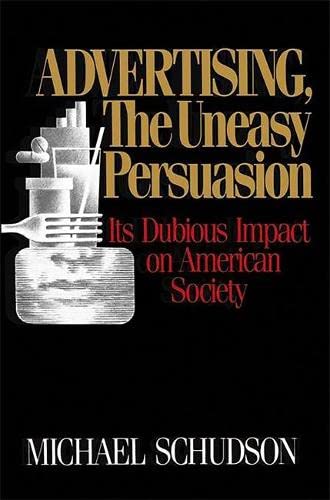 ADVERTISING,
The Uneasy
Persuasion
Its Dubious Impact
on American
Society
MICHAEL SCHUDSON